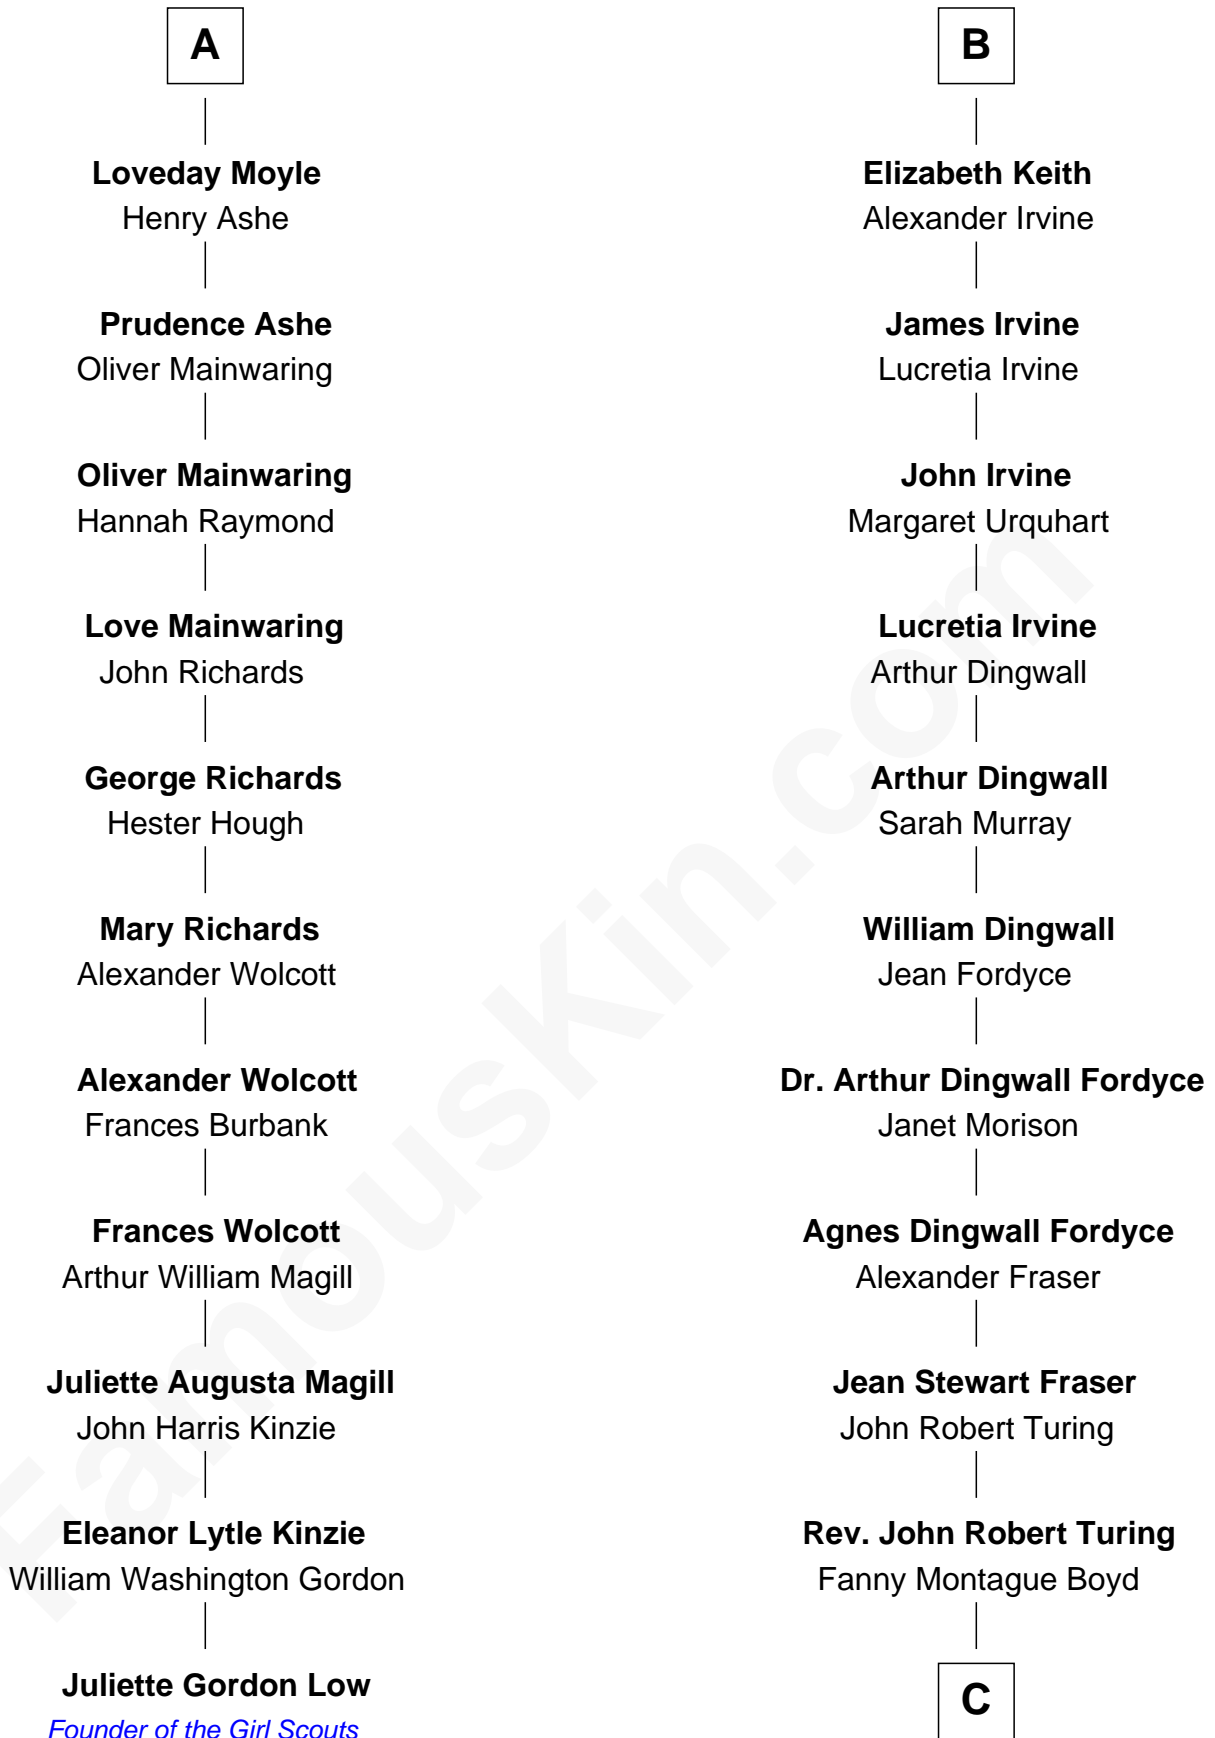 A
Loveday Moyle
Henry Ashe
Prudence Ashe
Oliver Mainwaring
Oliver Mainwaring
Hannah Raymond
Love Mainwaring
John Richards
George Richards
Hester Hough
Mary Richards
Alexander Wolcott
Alexander Wolcott
Frances Burbank
Frances Wolcott
Arthur William Magill
Juliette Augusta Magill
John Harris Kinzie
Eleanor Lytle Kinzie
William Washington Gordon
Juliette Gordon Low
Founder of the Girl Scouts
B
Elizabeth Keith
Alexander Irvine
James Irvine
Lucretia Irvine
John Irvine
Margaret Urquhart
Lucretia Irvine
Arthur Dingwall
Arthur Dingwall
Sarah Murray
William Dingwall
Jean Fordyce
Dr. Arthur Dingwall Fordyce
Janet Morison
Agnes Dingwall Fordyce
Alexander Fraser
Jean Stewart Fraser
John Robert Turing
Rev. John Robert Turing
Fanny Montague Boyd
C
FamousKin.com